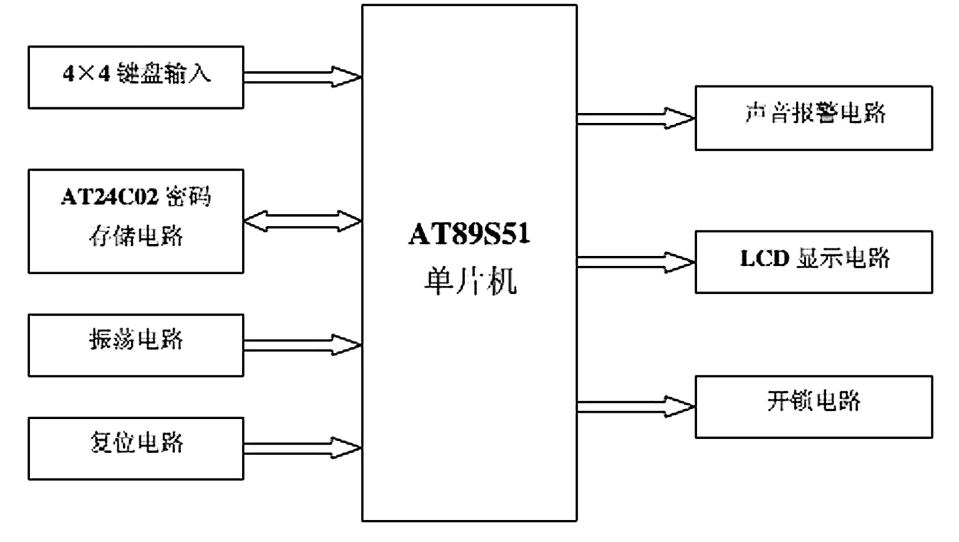 4×4 键盘输入
AT24C02 密码
存储电路
振荡电路
复位电路
AT89S51
单片机
声音报警电路
LCD 显示电路
开锁电路